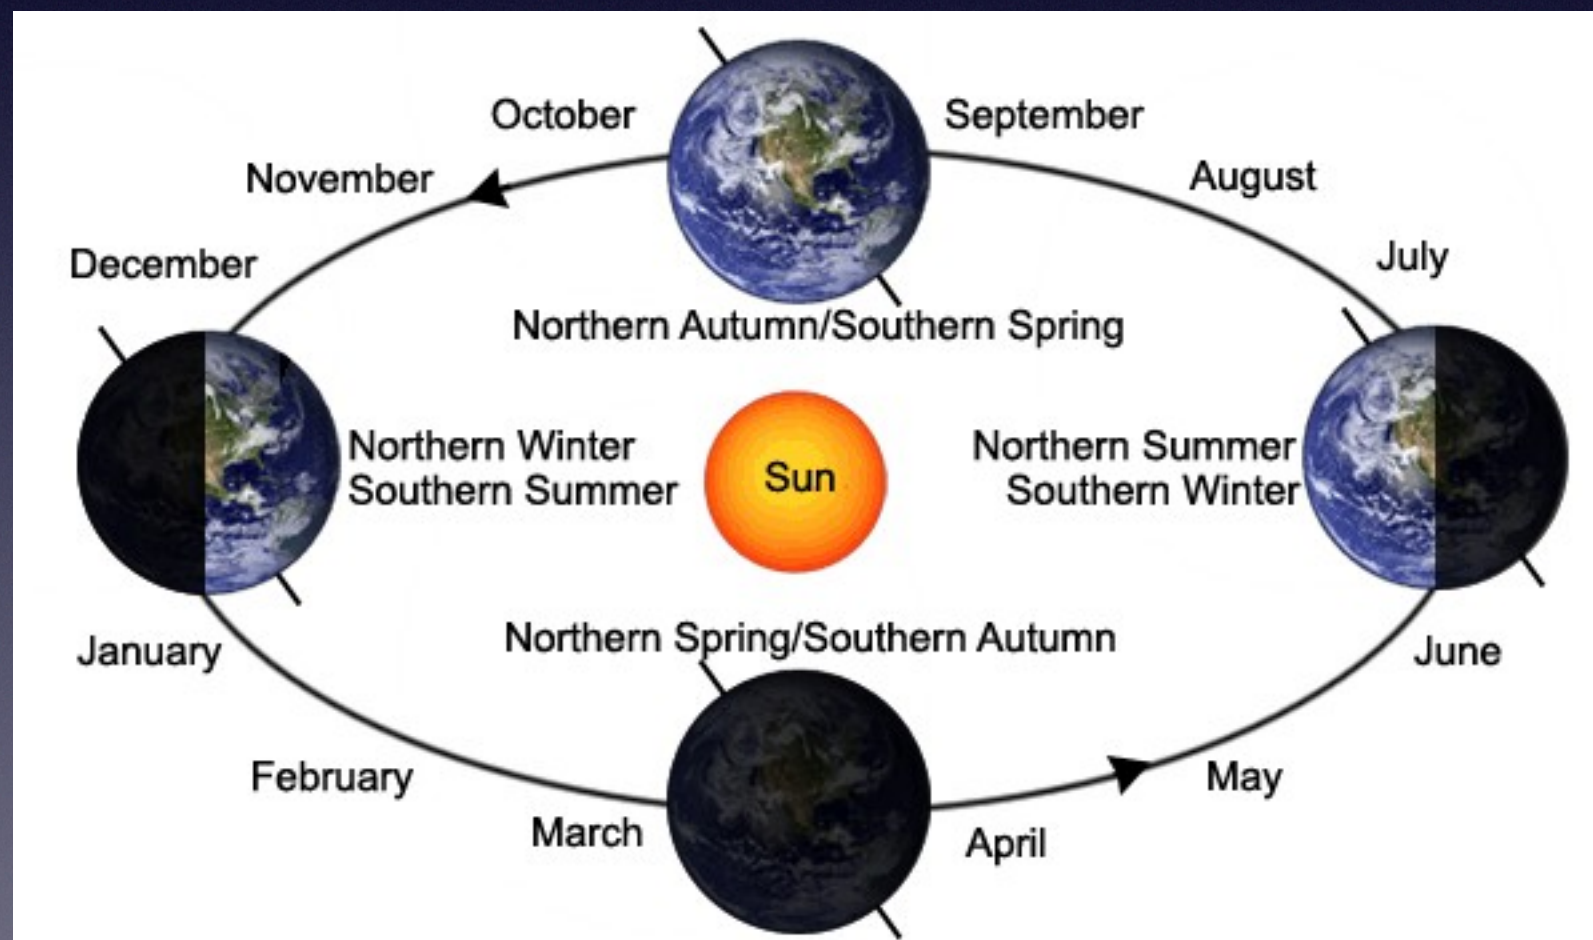 October
September
November
August
December
July
Northern Autumn/Southern Spring
Northern Winter
Southern Summer
Sun
Northern Summer
Southern Winter
January
Northern Spring/Southern Autumn
June
February
May
March
April